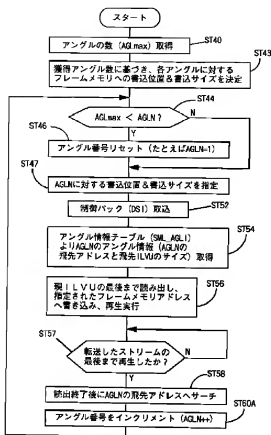 スタート
ST40
アングルの数(AGLmax)取得
ST43
獲得アングル数に基づき、各アングルに対する
フレームメモリへの書込位置&書込サイズを決定
ST44
AGLmax < AGLN?
N
ST46
Y
アングル番号リセット(たとえばAGLN=1)
ST47
AGLNに対する書込位置&書込サイズを指定
ST52
制御パック(DSI)取込
ST54
アングル情報テーブル(SML_AGLI)
よりAGLNのアングル情報(AGLNの
飛先アドレスと飛先ILVUのサイズ)取得
ST56
現ILVUの最後まで読み出し、
指定されたフレームメモリアドレス
へ書き込み、再生実行
ST57
転送したストリームの
最後まで再生したか?
N
Y
ST58
読出終了後にAGLNの飛先アドレスへサーチ
ST60A
アングル番号をインクリメント(AGLN++)